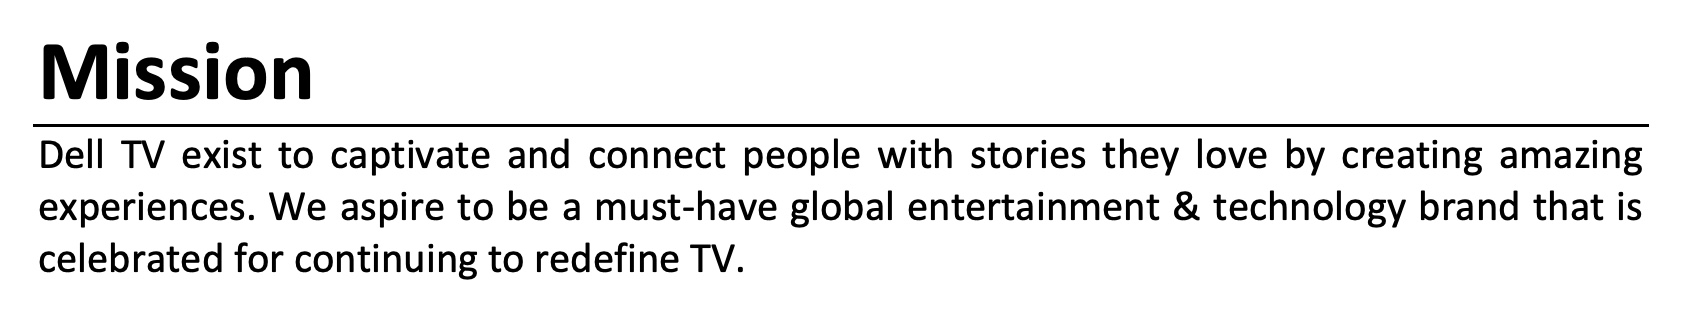 Mission
Dell TV exist to captivate and connect people with stories they love by creating amazing
experiences. We aspire to be a must-have global entertainment & technology brand that is
celebrated for continuing to redefine TV.